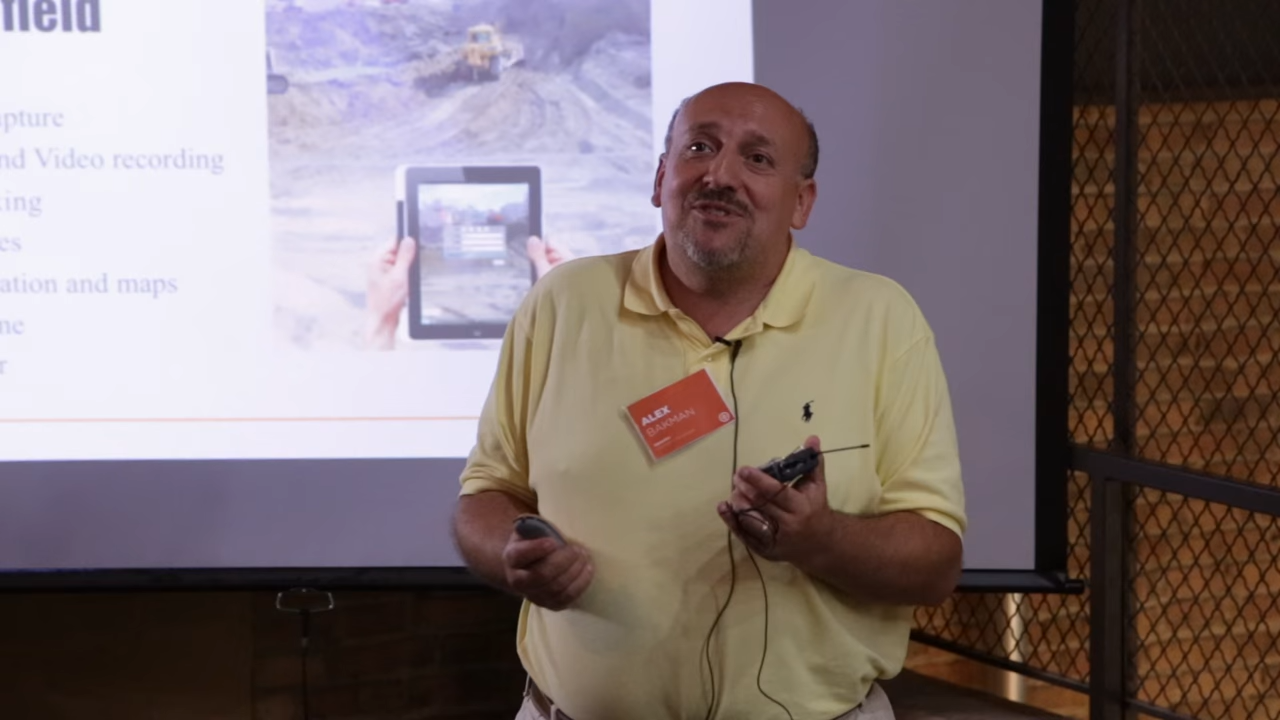 field
pture
nd Video recording
king
es
ation and maps
ne
r
ALEX
BAKMAN